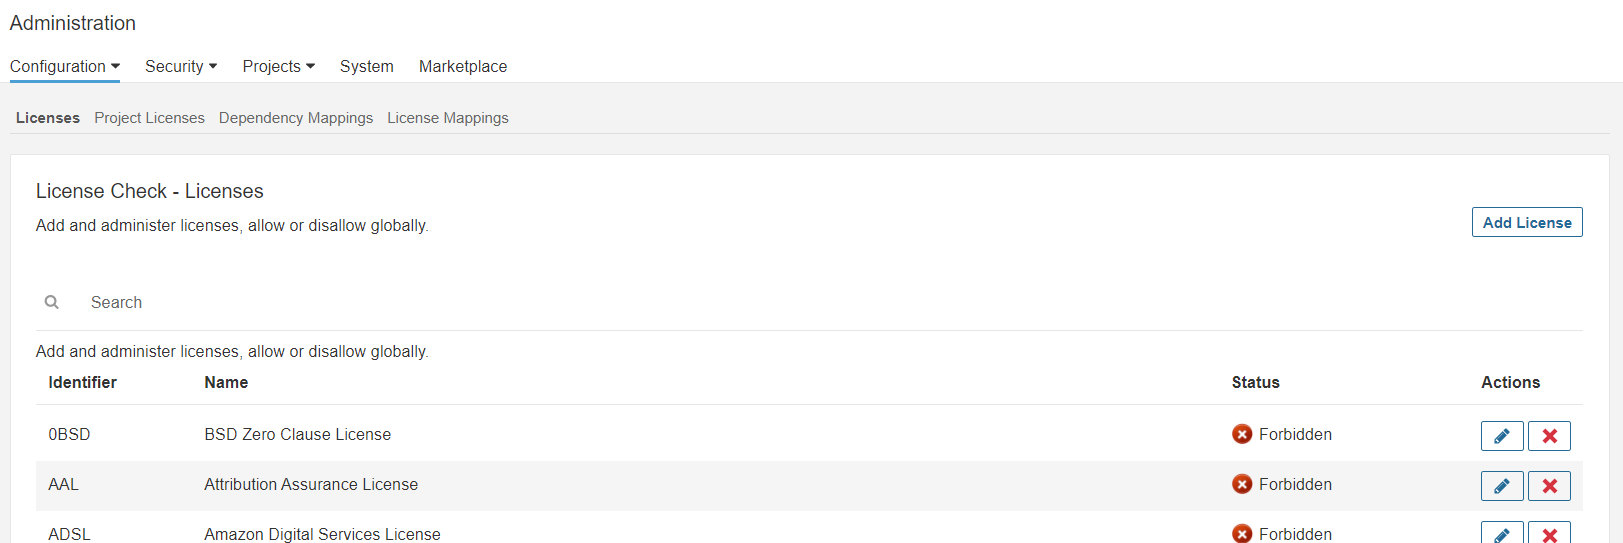 Administration
Configuration Security Projects System Marketplace
Licenses Project Licenses Dependency Mappings License Mappings
License Check - Licenses
Add and administer licenses, allow or disallow globally.
Add License
Search
Add and administer licenses, allow or disallow globally.
Identifier Name Status Actions
0BSD BSD Zero Clause License Forbidden
AAL Attribution Assurance License Forbidden
ADSL Amazon Digital Services License Forbidden